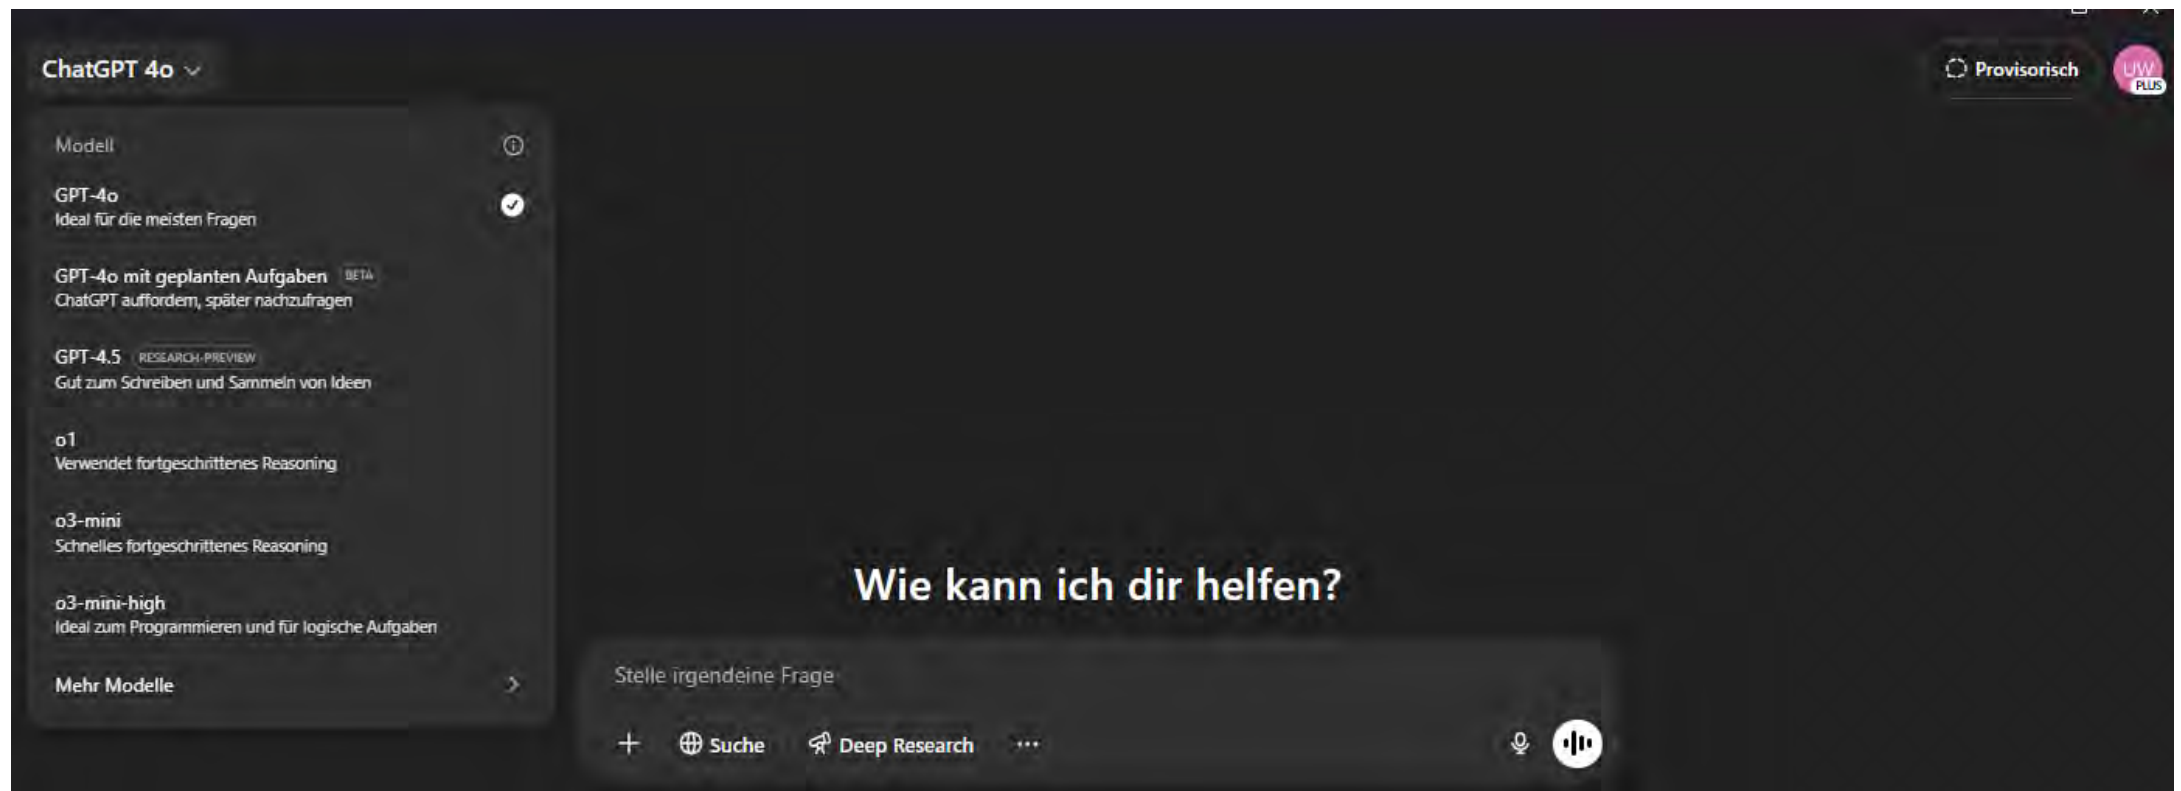 ChatGPT 4o
Provisorisch
UW
PLUS
Modell
GPT-4o
Ideal für die meisten Fragen
GPT-4o mit geplanten Aufgaben BETA
ChatGPT auffordern, später nachzufragen
GPT-4.5 RESEARCH-PREVIEW
Gut zum Schreiben und Sammeln von Ideen
o1
Verwendet fortgeschrittenes Reasoning
o3-mini
Schnelles fortgeschrittenes Reasoning
o3-mini-high
Ideal zum Programmieren und für logische Aufgaben
Mehr Modelle
Wie kann ich dir helfen?
Stelle irgendeine Frage
Suche Deep Research